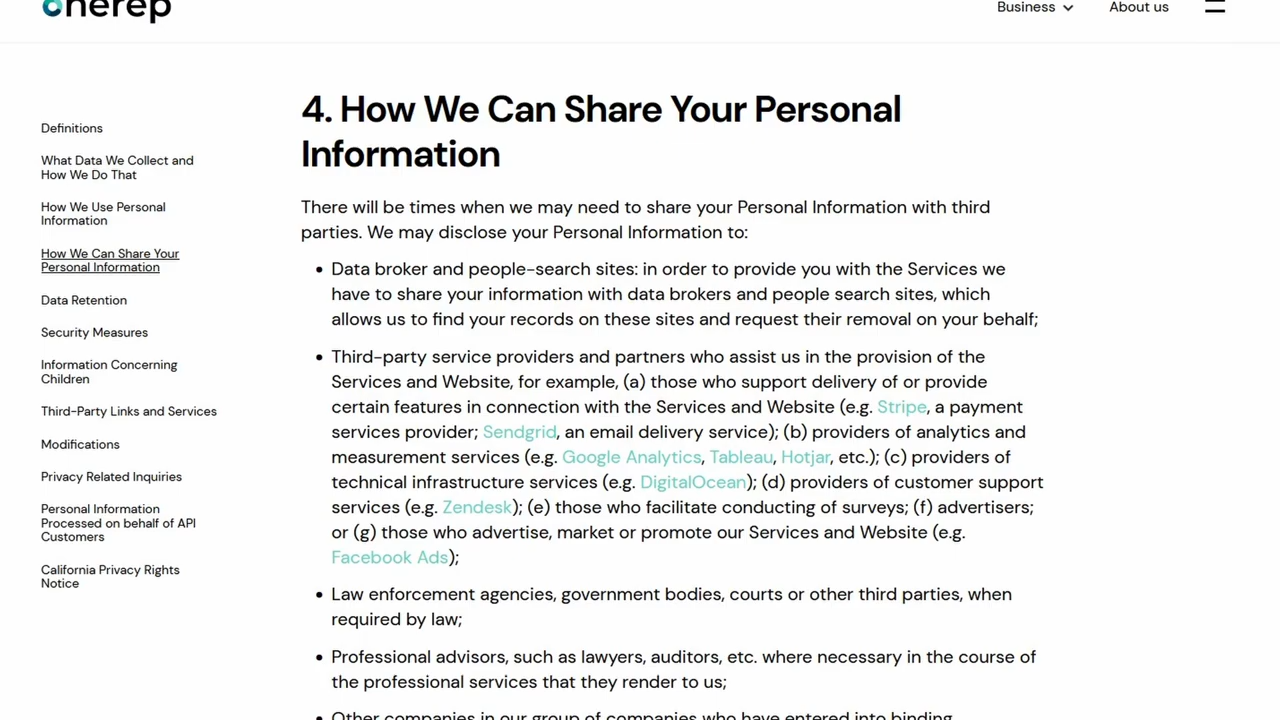 onerep
Business
About us
Definitions
What Data We Collect and
How We Do That
How We Use Personal
Information
How We Can Share Your
Personal Information
Data Retention
Security Measures
Information Concerning
Children
Third-Party Links and Services
Modifications
Privacy Related Inquiries
Personal Information
Processed on behalf of API
Customers
California Privacy Rights
Notice
4. How We Can Share Your Personal
Information
There will be times when we may need to share your Personal Information with third
parties. We may disclose your Personal Information to:
• Data broker and people-search sites: in order to provide you with the Services we
have to share your information with data brokers and people search sites, which
allows us to find your records on these sites and request their removal on your behalf;
• Third-party service providers and partners who assist us in the provision of the
Services and Website, for example, (a) those who support delivery of or provide
certain features in connection with the Services and Website (e.g. Stripe, a payment
services provider; Sendgrid, an email delivery service); (b) providers of analytics and
measurement services (e.g. Google Analytics, Tableau, Hotjar, etc.); (c) providers of
technical infrastructure services (e.g. DigitalOcean); (d) providers of customer support
services (e.g. Zendesk); (e) those who facilitate conducting of surveys; (f) advertisers;
or (g) those who advertise, market or promote our Services and Website (e.g.
Facebook Ads);
• Law enforcement agencies, government bodies, courts or other third parties, when
required by law;
• Professional advisors, such as lawyers, auditors, etc. where necessary in the course of
the professional services that they render to us;
• Other companies in our group of companies who have entered into binding